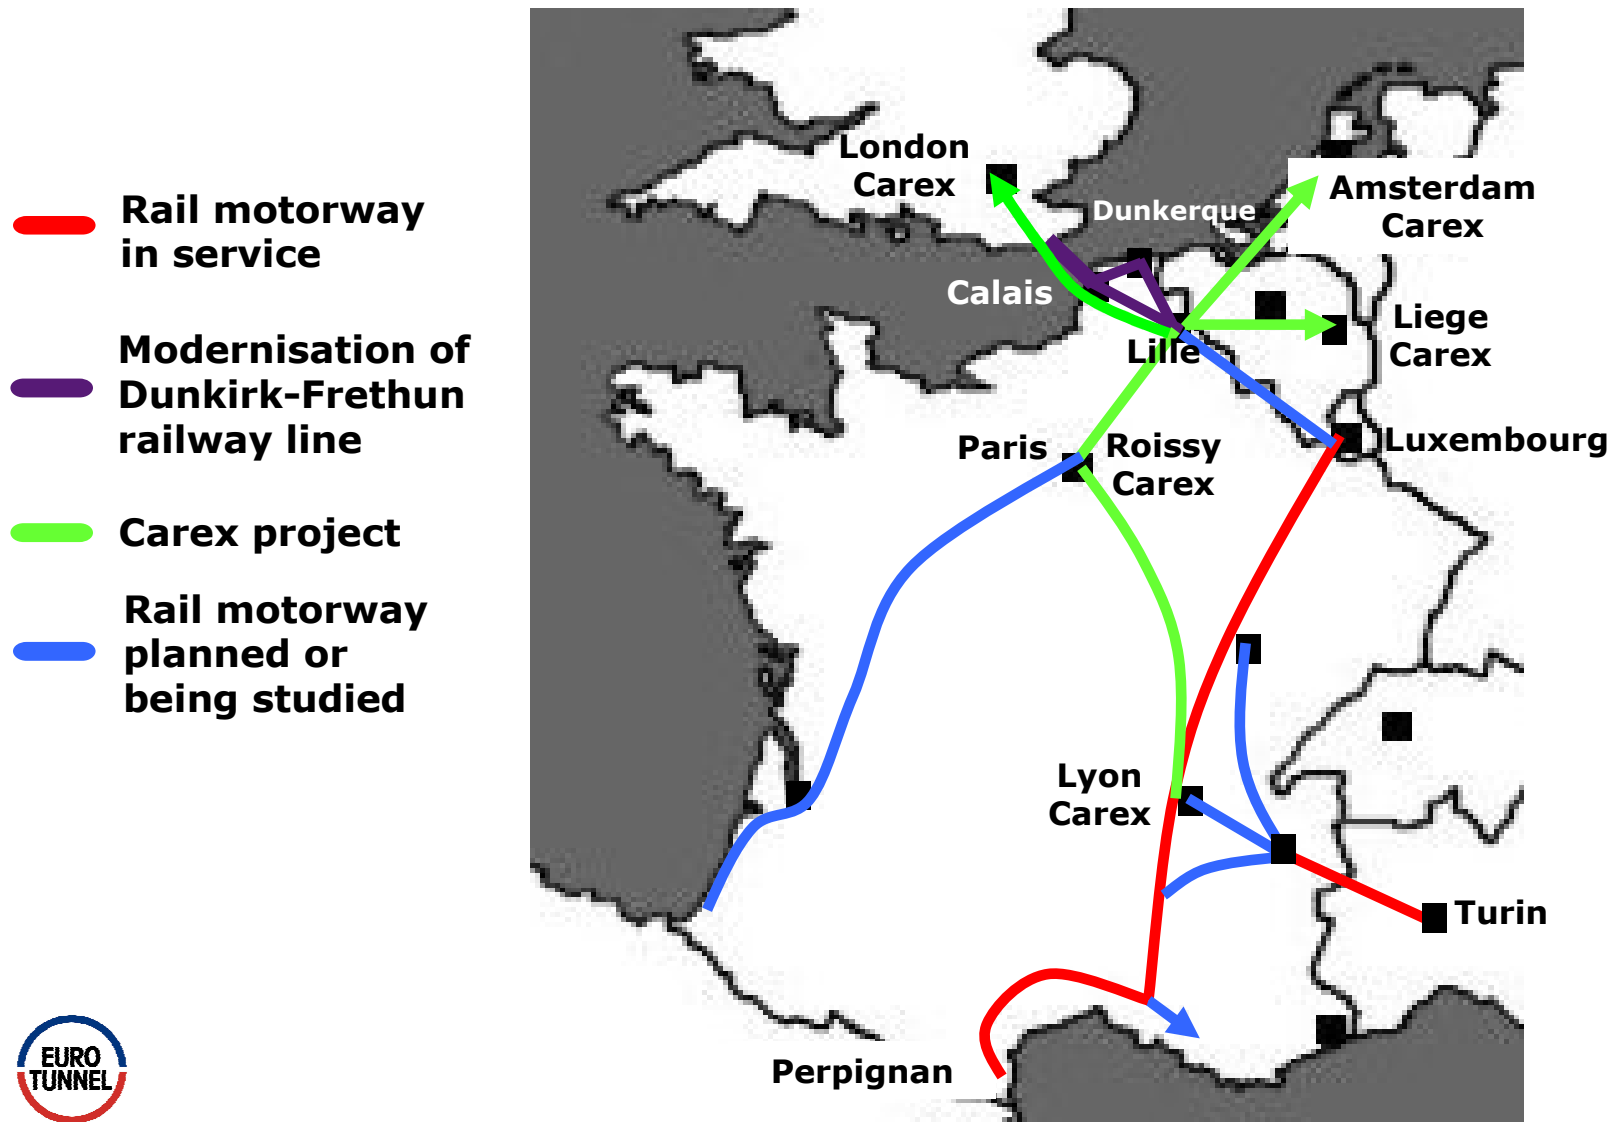 Rail motorway
in service
Modernisation of
Dunkirk-Frethun
railway line
Carex project
Rail motorway
planned or
being studied
London
Carex
Dunkerque
Amsterdam
Carex
Calais
Lille
Liege
Carex
Paris
Roissy
Carex
Luxembourg
Lyon
Carex
Turin
Perpignan
EURO
TUNNEL